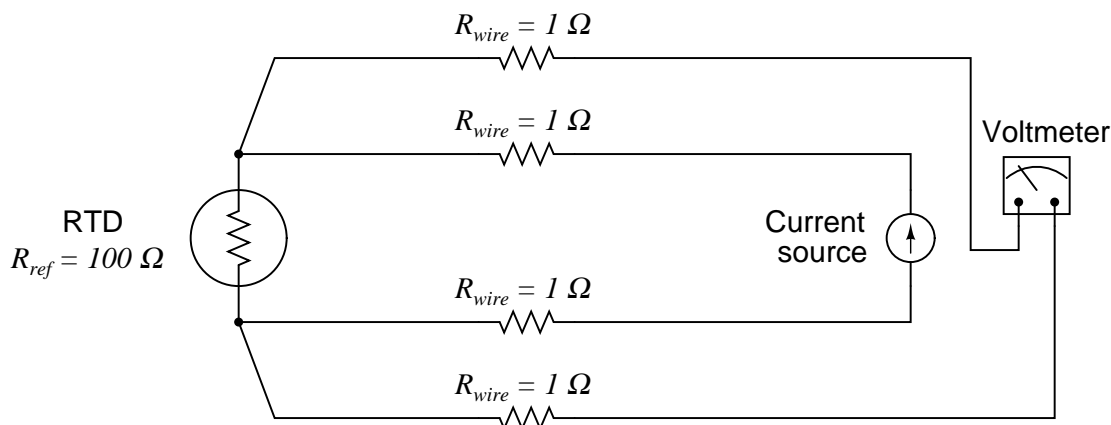 R_wire = 1 Ω
R_wire = 1 Ω
Voltmeter
RTD
R_ref = 100 Ω
Current
source
R_wire = 1 Ω
R_wire = 1 Ω